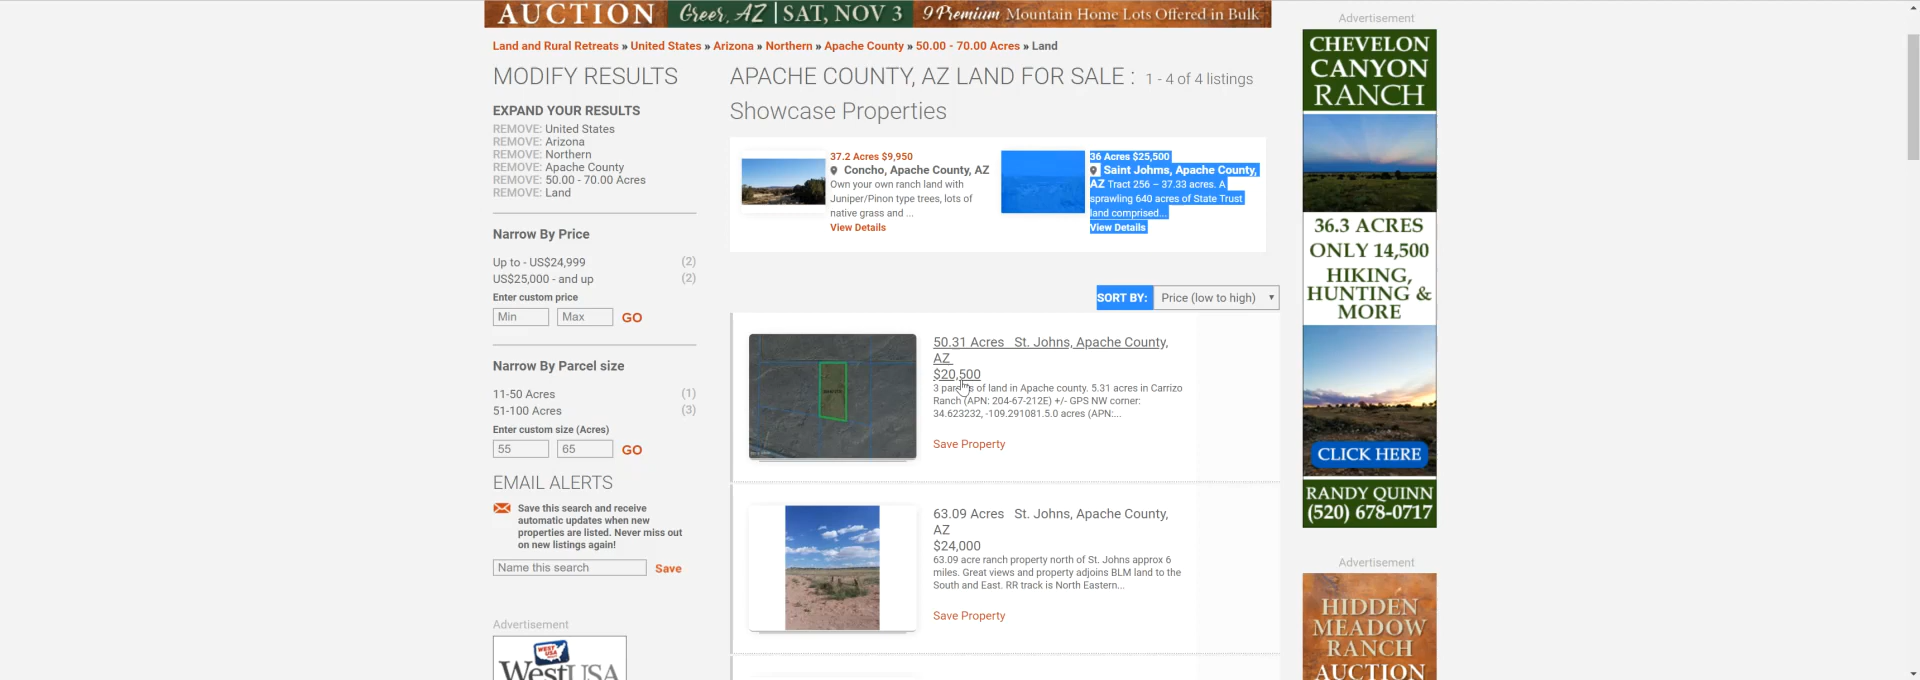 AUCTION Greer, AZ | SAT, NOV 3 9 Premium Mountain Home Lots Offered in Bulk
Land and Rural Retreats » United States » Arizona » Northern » Apache County » 50.00 - 70.00 Acres » Land
MODIFY RESULTS
EXPAND YOUR RESULTS
REMOVE: United States
REMOVE: Arizona
REMOVE: Northern
REMOVE: Apache County
REMOVE: 50.00 - 70.00 Acres
REMOVE: Land
Narrow By Price
Up to - US$24,999 (2)
US$25,000 - and up (2)
Enter custom price
Min Max GO
Narrow By Parcel size
11-50 Acres (1)
51-100 Acres (3)
Enter custom size (Acres)
55 65 GO
EMAIL ALERTS
Save this search and receive
automatic updates when new
properties are listed. Never miss out
on new listings again!
Name this search Save
Advertisement
WEST USA
WestUSA
APACHE COUNTY, AZ LAND FOR SALE : 1 - 4 of 4 listings
Showcase Properties
37.2 Acres $9,950
Concho, Apache County, AZ
Own your own ranch land with
Juniper/Pinon type trees, lots of
native grass and ...
View Details
36 Acres $25,500
Saint Johms, Apache County,
AZ Tract 256 – 37.33 acres. A
sprawling 640 acres of State Trust
land comprised...
View Details
SORT BY: Price (low to high)
50.31 Acres St. Johns, Apache County,
AZ
$20,500
3 parcels of land in Apache county. 5.31 acres in Carrizo
Ranch (APN: 204-67-212E) +/- GPS NW corner:
34.623232, -109.291081.5.0 acres (APN:...
Save Property
63.09 Acres St. Johns, Apache County,
AZ
$24,000
63.09 acre ranch property north of St. Johns approx 6
miles. Great views and property adjoins BLM land to the
South and East. RR track is North Eastern...
Save Property
Advertisement
CHEVELON
CANYON
RANCH
36.3 ACRES
ONLY 14,500
HIKING,
HUNTING &
MORE
CLICK HERE
RANDY QUINN
(520) 678-0717
Advertisement
HIDDEN
MEADOW
RANCH
AUCTION